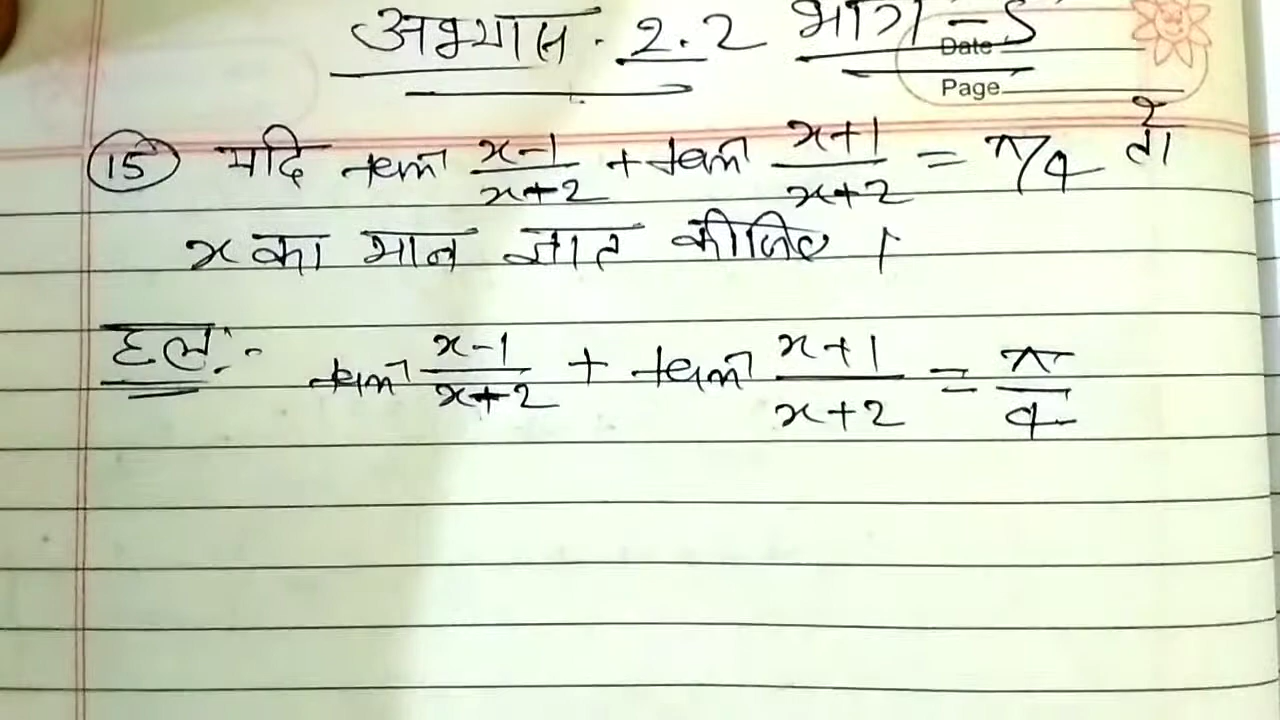 अभ्यास. 2.2 भाग - 5
Date
Page
(15) यदि tan⁻¹ (x-1)/(x+2) + tan⁻¹ (x+1)/(x+2) = π/4 तो
x का मान ज्ञात कीजिए ।
हल:- tan⁻¹ (x-1)/(x+2) + tan⁻¹ (x+1)/(x+2) = π/4